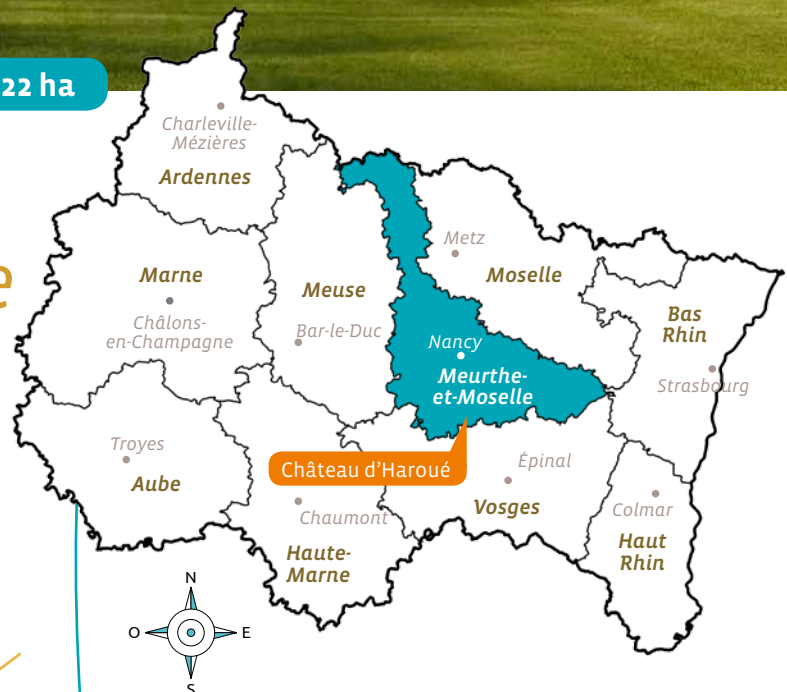 22 ha
Charleville-
Mézières
Ardennes
Metz
Marne
Moselle
Meuse
e
Châlons-
en-Champagne
Bar-le-Duc
Bas
Rhin
Nancy
Meurthe-
et-Moselle
Strasbourg
Troyes
Aube
Château d’Haroué
Épinal
Vosges
Chaumont
Colmar
Haute-
Marne
Haut
Rhin
N
O
E
S